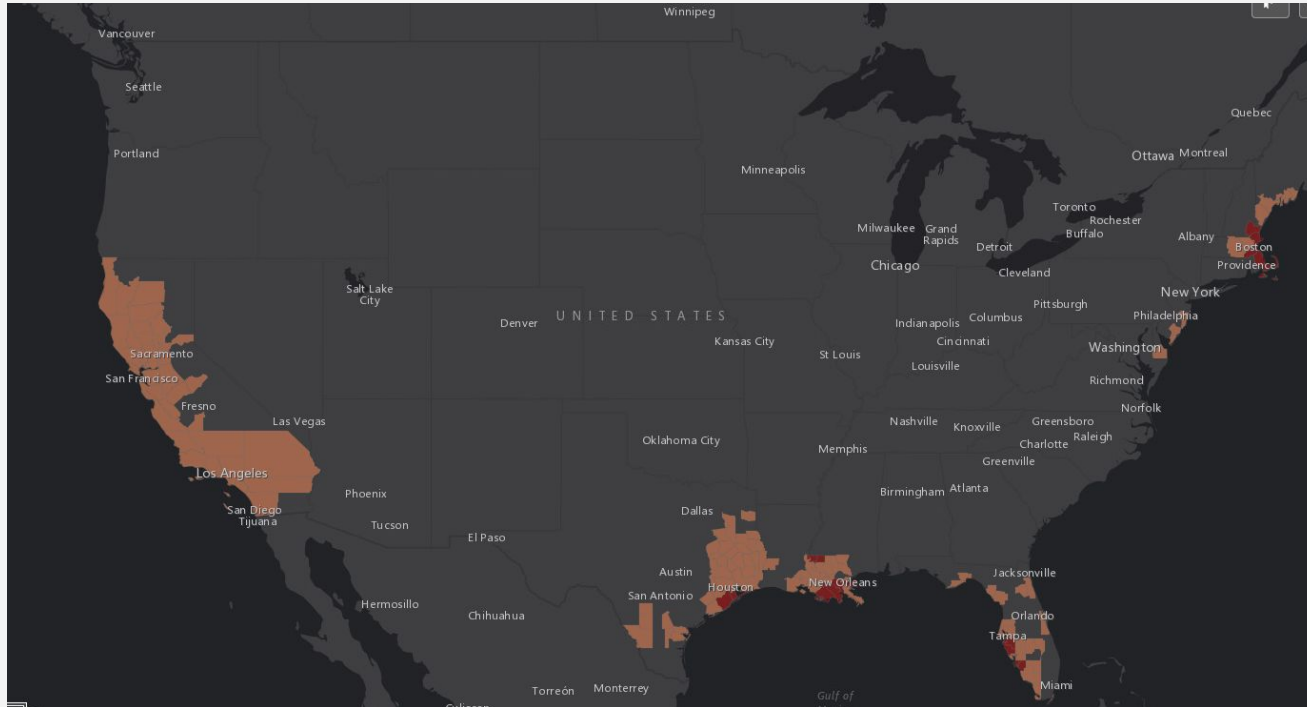 Winnipeg
Vancouver
Seattle
Quebec
Portland
Ottawa
Montreal
Minneapolis
Toronto
Rochester
Buffalo
Milwaukee
Grand
Rapids
Detroit
Albany
Boston
Chicago
Cleveland
Providence
Salt Lake
City
New York
Pittsburgh
Denver
UNITED STATES
Indianapolis
Columbus
Philadelphia
Kansas City
Cincinnati
Washington
Sacramento
St Louis
Louisville
San Francisco
Richmond
Fresno
Norfolk
Las Vegas
Nashville
Knoxville
Greensboro
Raleigh
Oklahoma City
Memphis
Charlotte
Greenville
Los Angeles
Phoenix
Birmingham
Atlanta
San Diego
Tijuana
Tucson
Dallas
El Paso
Austin
Jacksonville
Houston
New Orleans
San Antonio
Hermosillo
Chihuahua
Orlando
Tampa
Torreón
Monterrey
Miami
Gulf of